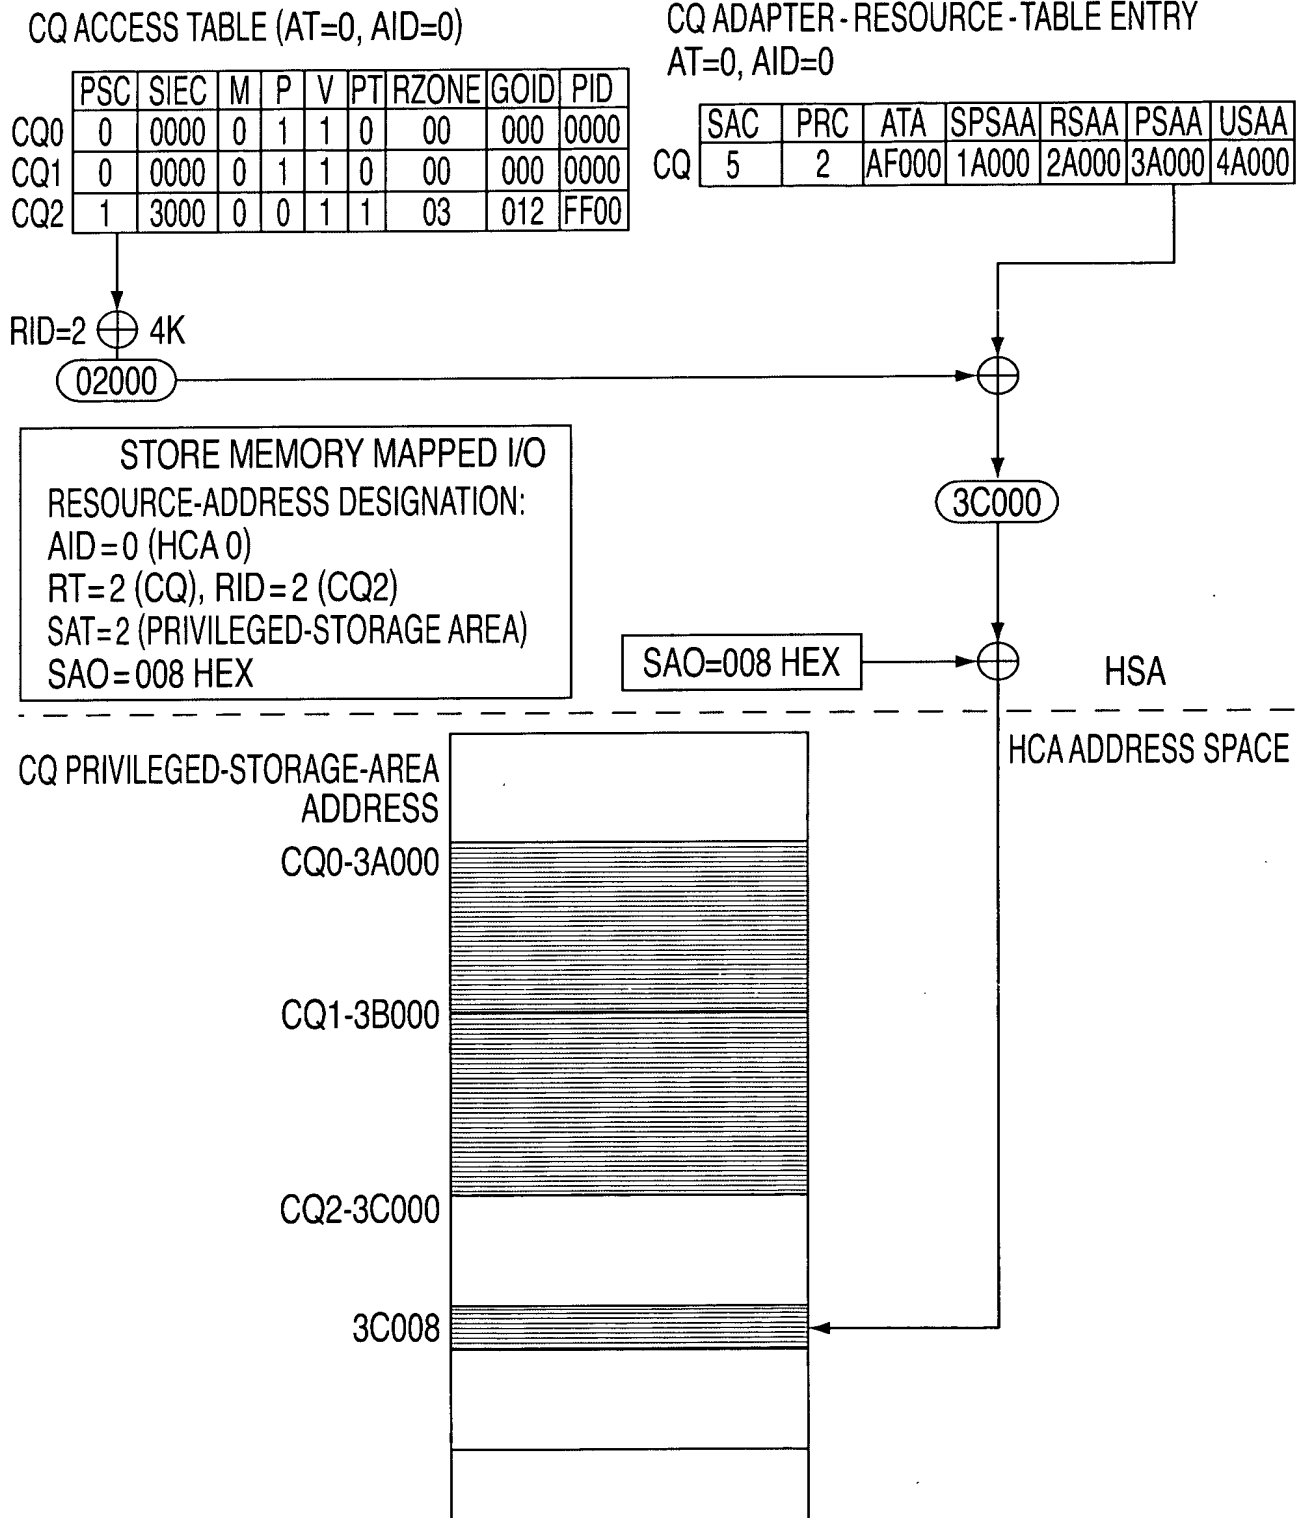 CQ ACCESS TABLE (AT=0, AID=0)
PSC SIEC M P V PT RZONE GOID PID
CQ0 0 0000 0 1 1 0 00 000 0000
CQ1 0 0000 0 1 1 0 00 000 0000
CQ2 1 3000 0 0 1 1 03 012 FF00
CQ ADAPTER-RESOURCE-TABLE ENTRY
AT=0, AID=0
SAC PRC ATA SPSAA RSAA PSAA USAA
CQ 5 2 AF000 1A000 2A000 3A000 4A000
RID=2 4K
02000
STORE MEMORY MAPPED I/O
RESOURCE-ADDRESS DESIGNATION:
AID=0 (HCA 0)
RT=2 (CQ), RID=2 (CQ2)
SAT=2 (PRIVILEGED-STORAGE AREA)
SAO=008 HEX
3C000
SAO=008 HEX
HSA
HCA ADDRESS SPACE
CQ PRIVILEGED-STORAGE-AREA
ADDRESS
CQ0-3A000
CQ1-3B000
CQ2-3C000
3C008